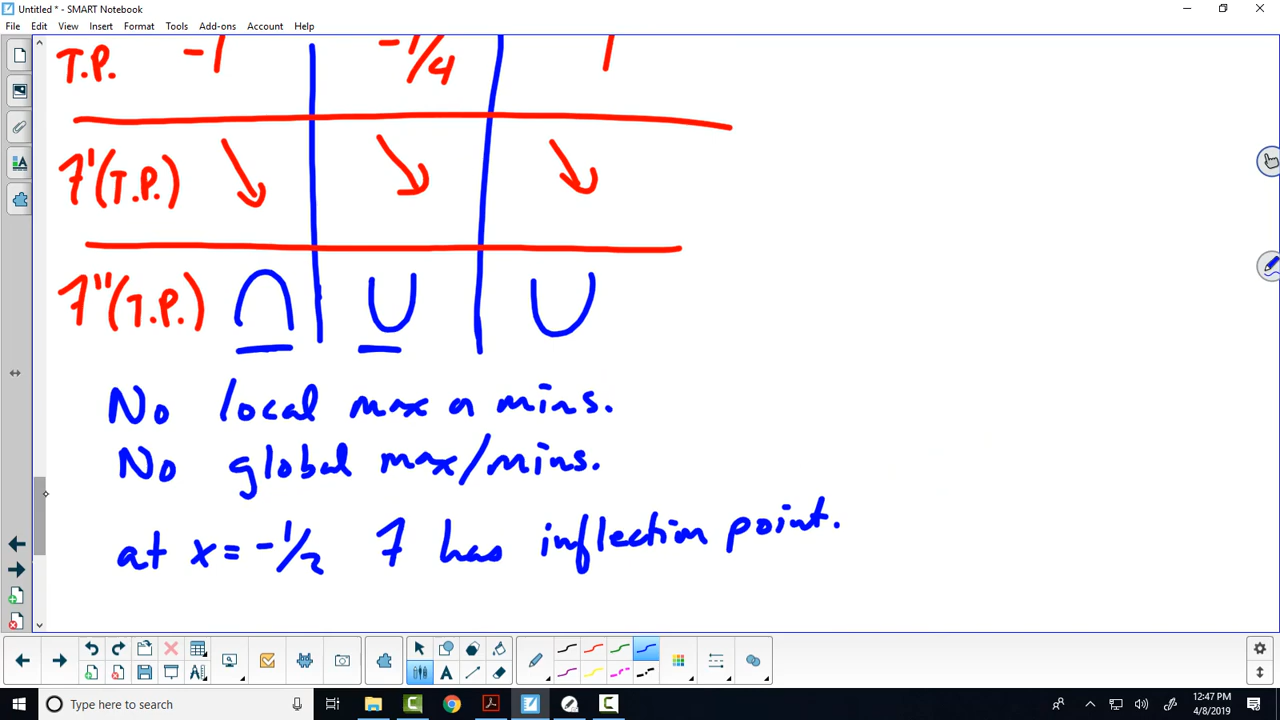 Untitled * - SMART Notebook
File Edit View Insert Format Tools Add-ons Account Help
T.P. -1 -1/4 1
f'(T.P.)
f''(T.P.)
No local max or mins.
No global max/mins.
at x = -1/2 f has inflection point.
Type here to search
12:47 PM
4/8/2019